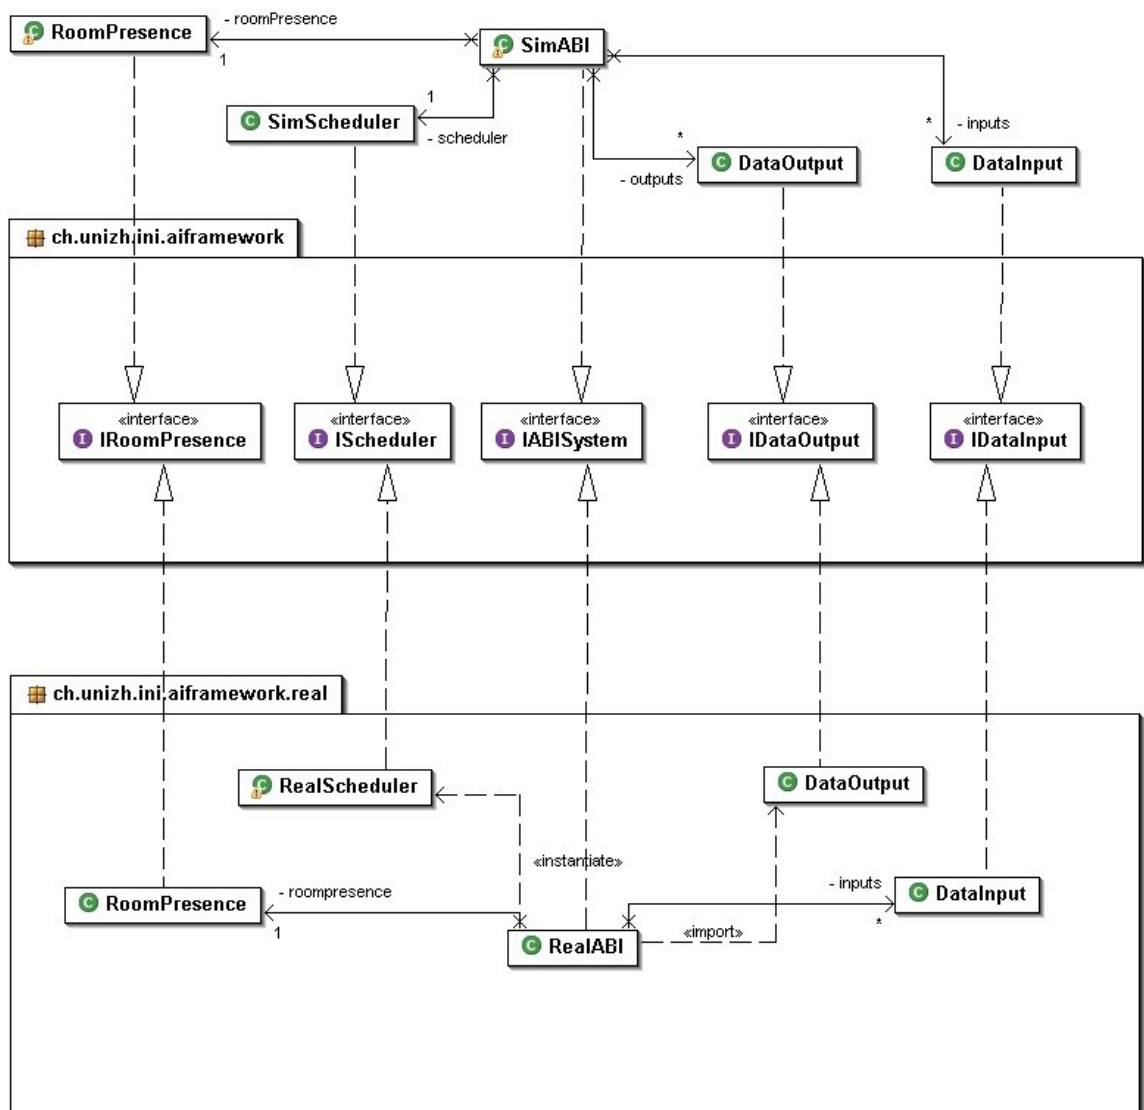 - roomPresence
RoomPresence
1
SimABI
SimScheduler
1
- scheduler
*
- outputs
DataOutput
*
- inputs
DataInput
ch.unizh.ini.aiframework
«interface»
IRoomPresence
«interface»
IScheduler
«interface»
IABISystem
«interface»
IDataOutput
«interface»
IDataInput
ch.unizh.ini.aiframework.real
RealScheduler
DataOutput
«instantiate»
RoomPresence
- roompresence
1
- inputs
*
DataInput
«import»
RealABI